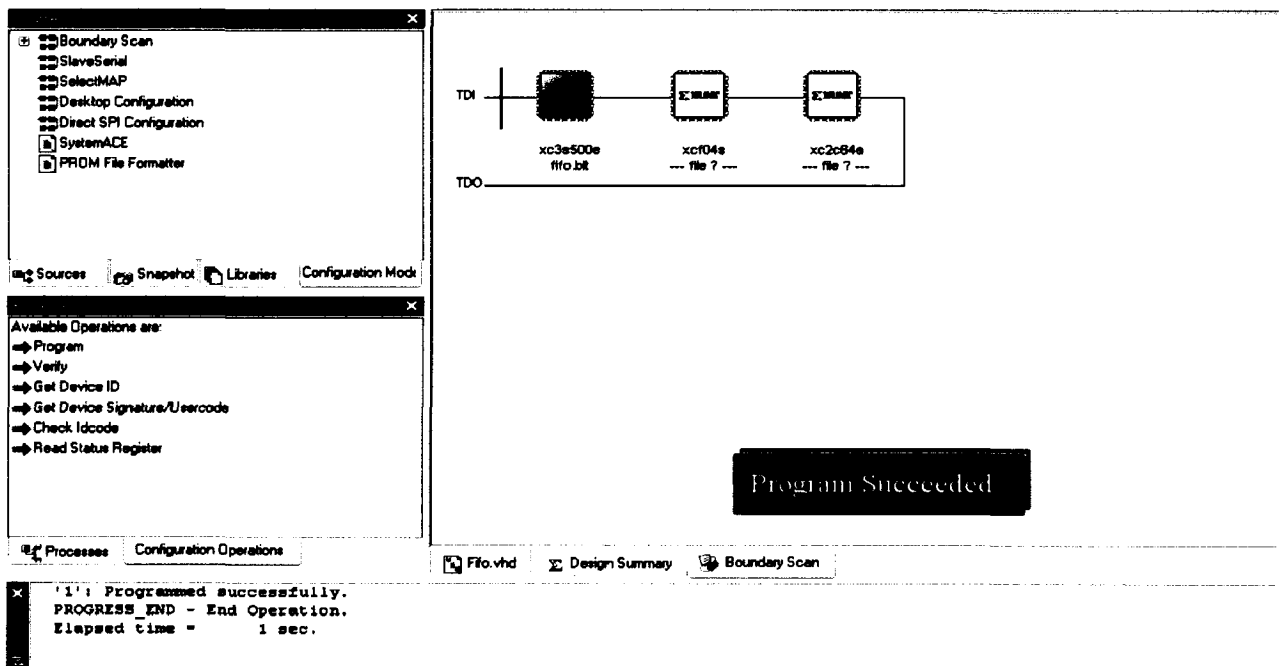 Boundary Scan
SlaveSerial
SelectMAP
Desktop Configuration
Direct SPI Configuration
SystemACE
PROM File Formatter
Sources Snapshot Libraries Configuration Mode
Available Operations are:
Program
Verify
Get Device ID
Get Device Signature/Usercode
Check Idcode
Read Status Register
Processes Configuration Operations
TDI
xc3s500e xcf04s xc2c64a
fifo.bit --- file ? --- --- file ? ---
TDO
Program Succeeded
Fifo.vhd Design Summary Boundary Scan
'1': Programmed successfully.
PROGRESS_END - End Operation.
Elapsed time = 1 sec.